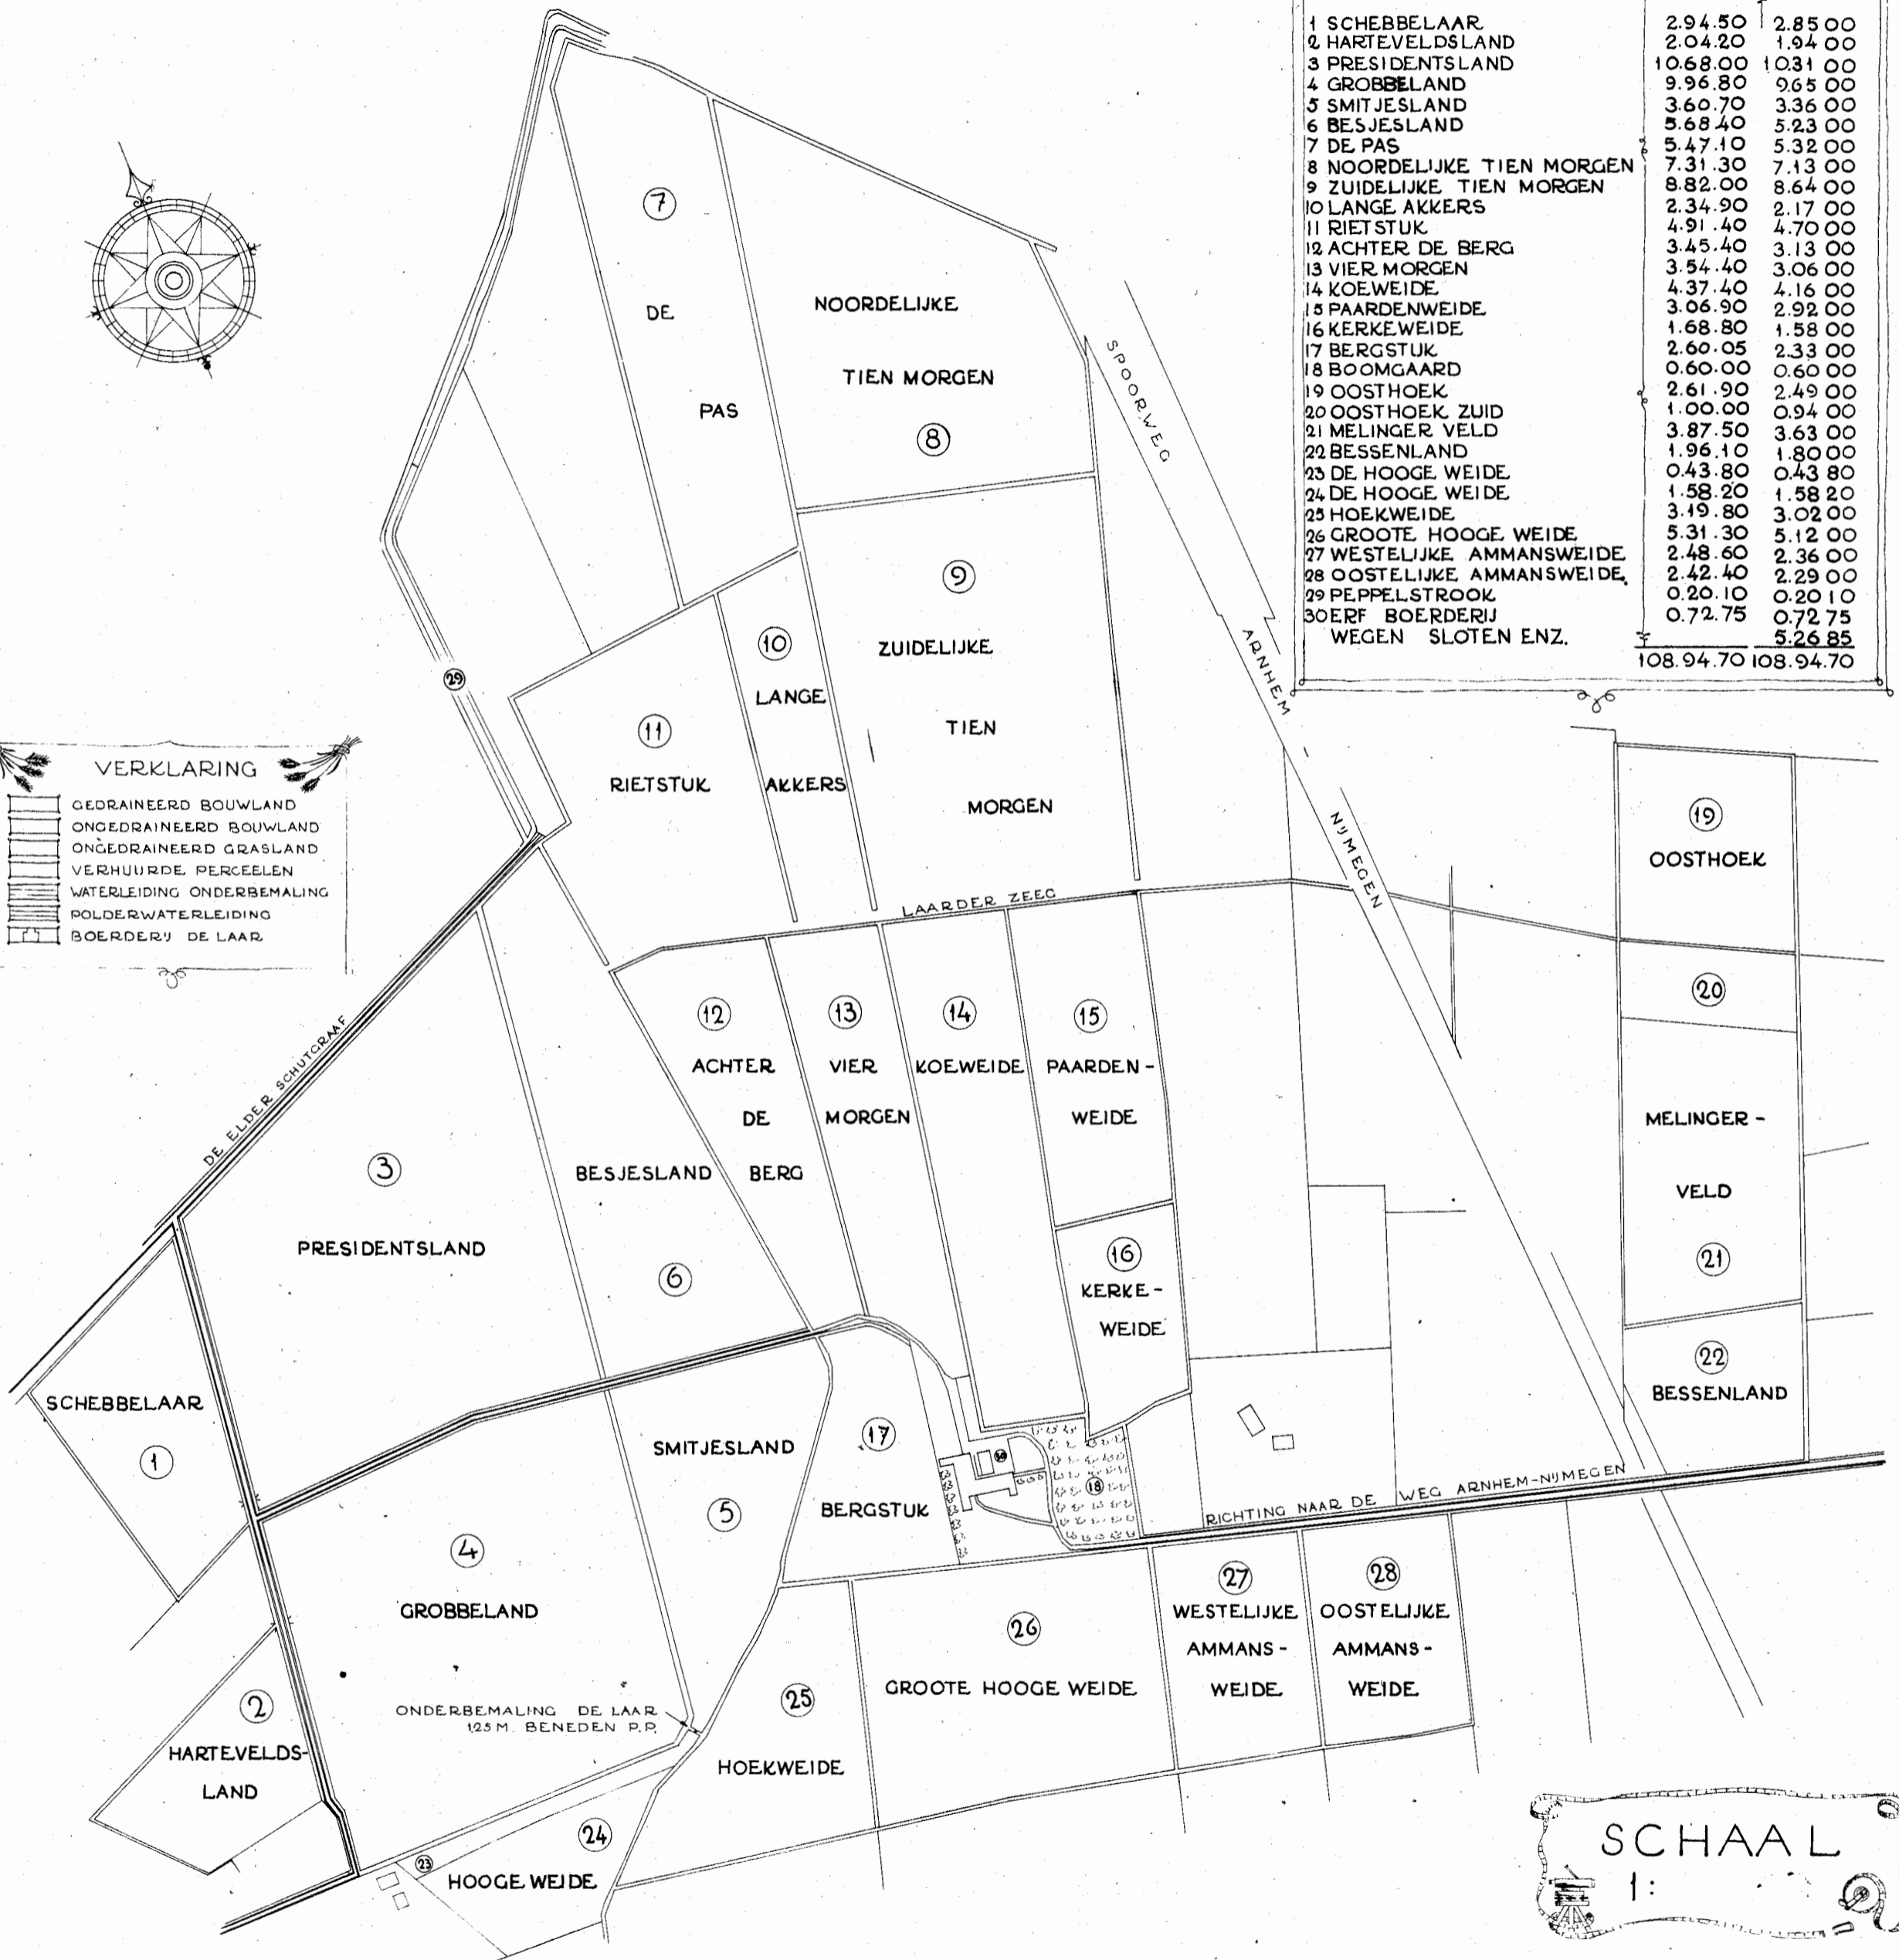 1 SCHEBBELAAR 2.94.50 2.85 00
2 HARTEVELDSLAND 2.04.20 1.94 00
3 PRESIDENTSLAND 10.68.00 10.31 00
4 GROBBELAND 9.96.80 9.65 00
5 SMITJESLAND 3.60.70 3.36 00
6 BESJESLAND 5.68.40 5.23 00
7 DE PAS 5.47.10 5.32 00
8 NOORDELIJKE TIEN MORGEN 7.31.30 7.13 00
9 ZUIDELIJKE TIEN MORGEN 8.82.00 8.64 00
10 LANGE AKKERS 2.34.90 2.17 00
11 RIETSTUK 4.91.40 4.70 00
12 ACHTER DE BERG 3.45.40 3.13 00
13 VIER MORGEN 3.54.40 3.06 00
14 KOEWEIDE 4.37.40 4.16 00
15 PAARDENWEIDE 3.06.90 2.92 00
16 KERKEWEIDE 1.68.80 1.58 00
17 BERGSTUK 2.60.05 2.33 00
18 BOOMGAARD 0.60.00 0.60 00
19 OOSTHOEK 2.61.90 2.49 00
20 OOSTHOEK ZUID 1.00.00 0.94 00
21 MELINGER VELD 3.87.50 3.63 00
22 BESSENLAND 1.96.10 1.80 00
23 DE HOOGE WEIDE 0.43.80 0.43 80
24 DE HOOGE WEIDE 1.58.20 1.58 20
25 HOEKWEIDE 3.19.80 3.02 00
26 GROOTE HOOGE WEIDE 5.31.30 5.12 00
27 WESTELIJKE AMMANSWEIDE 2.48.60 2.36 00
28 OOSTELIJKE AMMANSWEIDE 2.42.40 2.29 00
29 PEPPELSTROOK 0.20.10 0.20 10
30 ERF BOERDERIJ 0.72.75 0.72 75
WEGEN SLOTEN ENZ. 5.26 85
108.94.70 108.94.70
7
DE
PAS
NOORDELIJKE
TIEN MORGEN
8
SPOORWEG
ARNHEM
NIJMEGEN
9
ZUIDELIJKE
TIEN
MORGEN
10
LANGE
AKKERS
11
RIETSTUK
29
VERKLARING
GEDRAINEERD BOUWLAND
ONGEDRAINEERD BOUWLAND
ONGEDRAINEERD GRASLAND
VERHUURDE PERCEELEN
WATERLEIDING ONDERBEMALING
POLDERWATERLEIDING
BOERDERIJ DE LAAR
19
OOSTHOEK
LAARDER ZEEG
20
DE ELDER SCHUTGRAAF
12
ACHTER
DE
BERG
13
VIER
MORGEN
14
KOEWEIDE
15
PAARDEN-
WEIDE
MELINGER-
VELD
21
3
PRESIDENTSLAND
BESJESLAND
6
16
KERKE-
WEIDE
22
BESSENLAND
SCHEBBELAAR
1
SMITJESLAND
5
17
BERGSTUK
30
18
RICHTING NAAR DE WEG ARNHEM-NIJMEGEN
4
GROBBELAND
27
WESTELIJKE
AMMANS-
WEIDE
28
OOSTELIJKE
AMMANS-
WEIDE
26
GROOTE HOOGE WEIDE
2
HARTEVELDS-
LAND
ONDERBEMALING DE LAAR
1.25 M. BENEDEN P.P.
25
HOEKWEIDE
24
23
HOOGE WEIDE
SCHAAL
1: